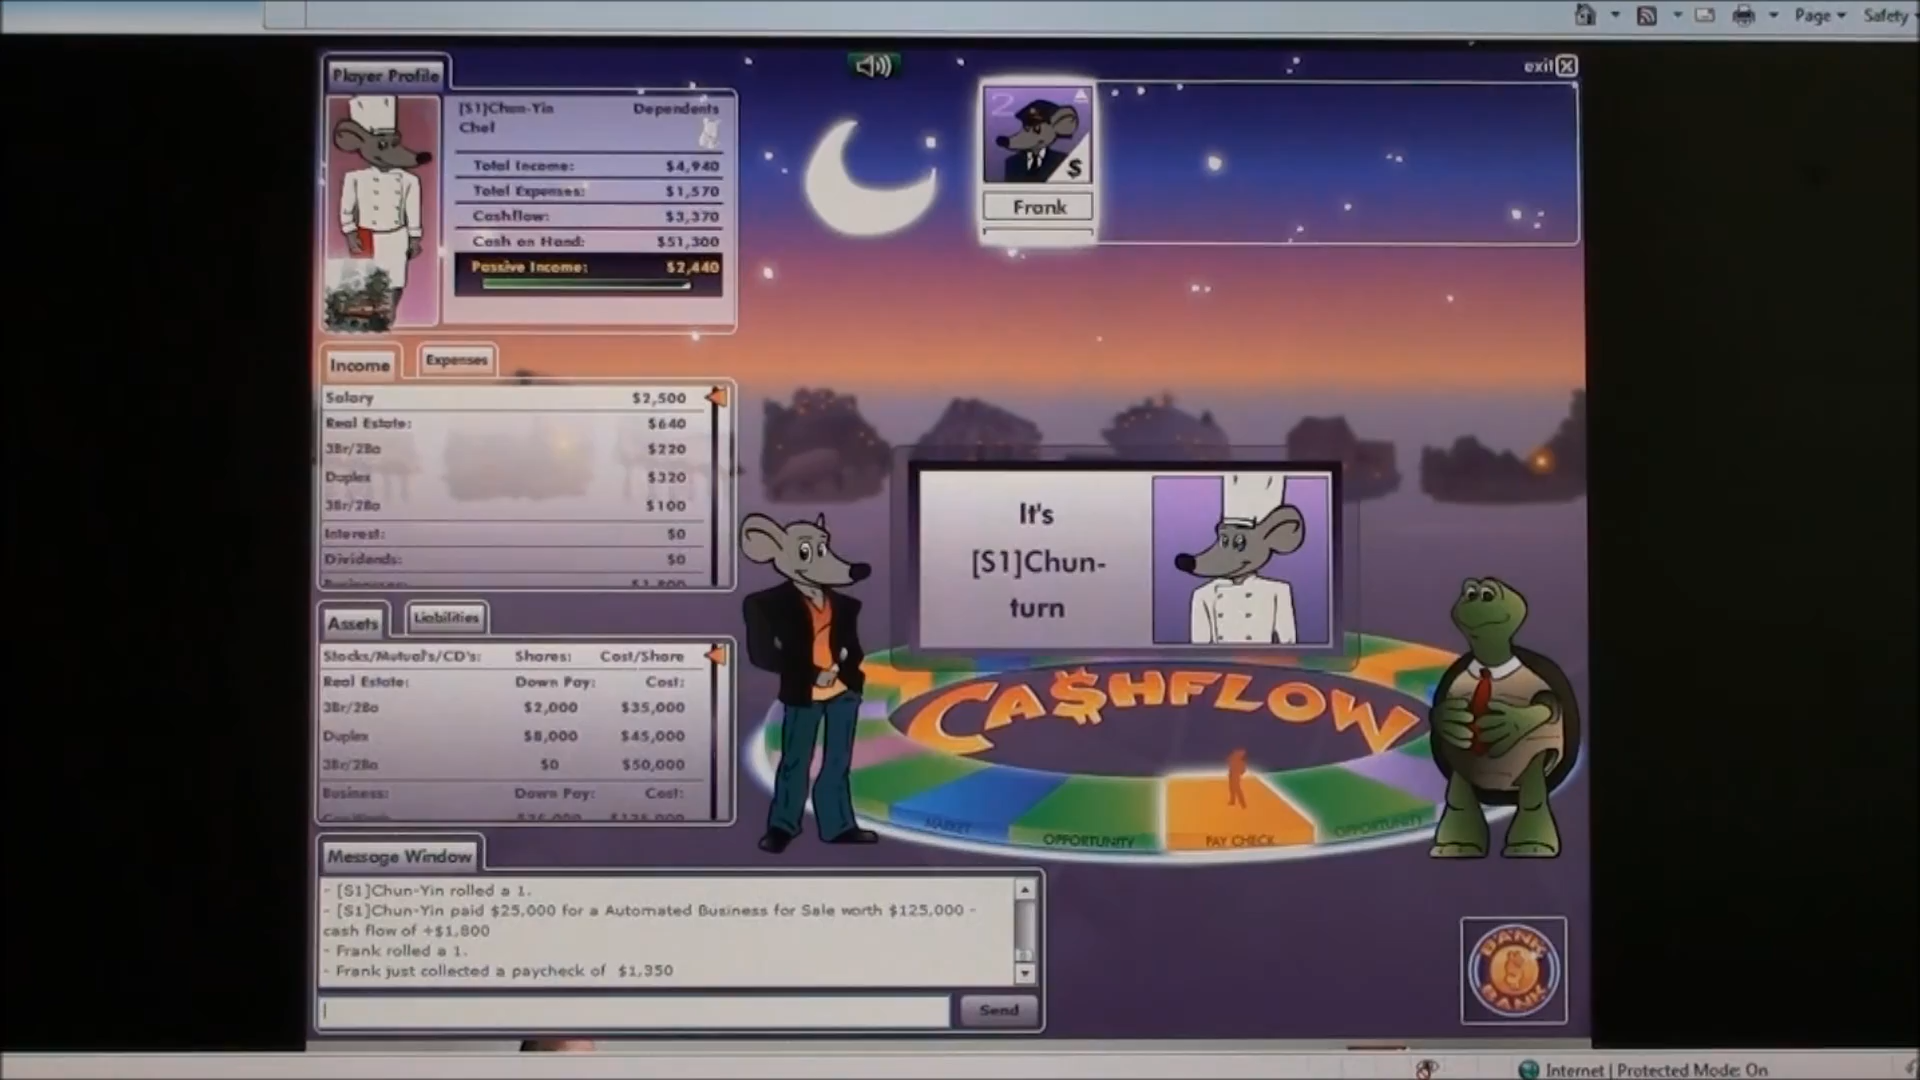 Page
Safety
exit
Player Profile
[S1]Chun-Yin
Dependents
Chef
Total Income: $4,940
Total Expenses: $1,570
Cashflow: $3,370
Cash on Hand: $51,300
Passive Income: $2,440
2
$
Frank
Income
Expenses
Salary $2,500
Real Estate: $640
3Br/2Ba $220
Duplex $320
3Br/2Ba $100
Interest: $0
Dividends: $0
Businesses: $1,800
It's
[S1]Chun-
turn
Assets
Liabilities
Stocks/Mutual's/CD's: Shares: Cost/Share
Real Estate: Down Pay: Cost:
3Br/2Ba $2,000 $35,000
Duplex $8,000 $45,000
3Br/2Ba $0 $50,000
Business: Down Pay: Cost:
CA$HFLOW
MARKET
OPPORTUNITY
PAY CHECK
OPPORTUNITY
Message Window
- [S1]Chun-Yin rolled a 1.
- [S1]Chun-Yin paid $25,000 for a Automated Business for Sale worth $125,000 -
cash flow of +$1,800
- Frank rolled a 1.
- Frank just collected a paycheck of $1,350
Send
BANK
BANK
Internet | Protected Mode: On